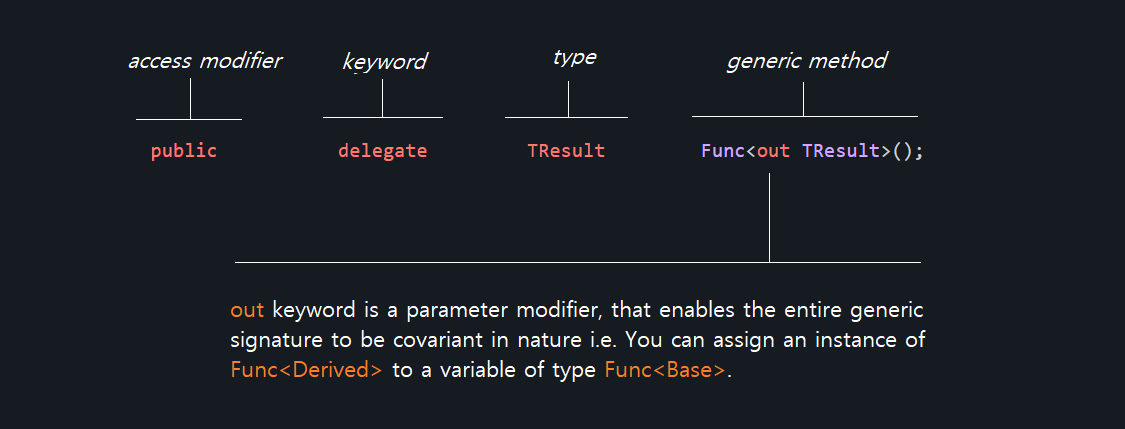 access modifier keyword type generic method
public delegate TResult Func<out TResult>();
out keyword is a parameter modifier, that enables the entire generic
signature to be covariant in nature i.e. You can assign an instance of
Func<Derived> to a variable of type Func<Base>.